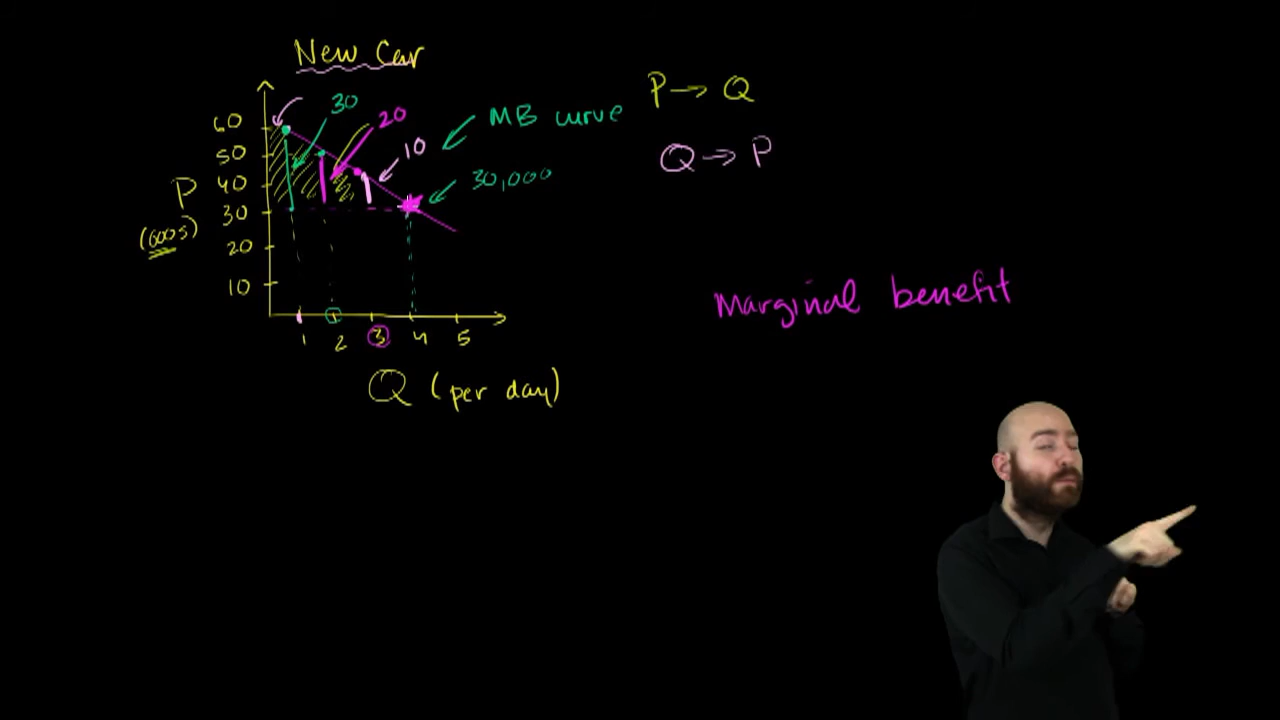 New Car
P → Q
Q → P
MB curve
30
20
10
30,000
60
50
40
30
20
10
P
(000s)
1 2 3 4 5
Q (per day)
Marginal benefit